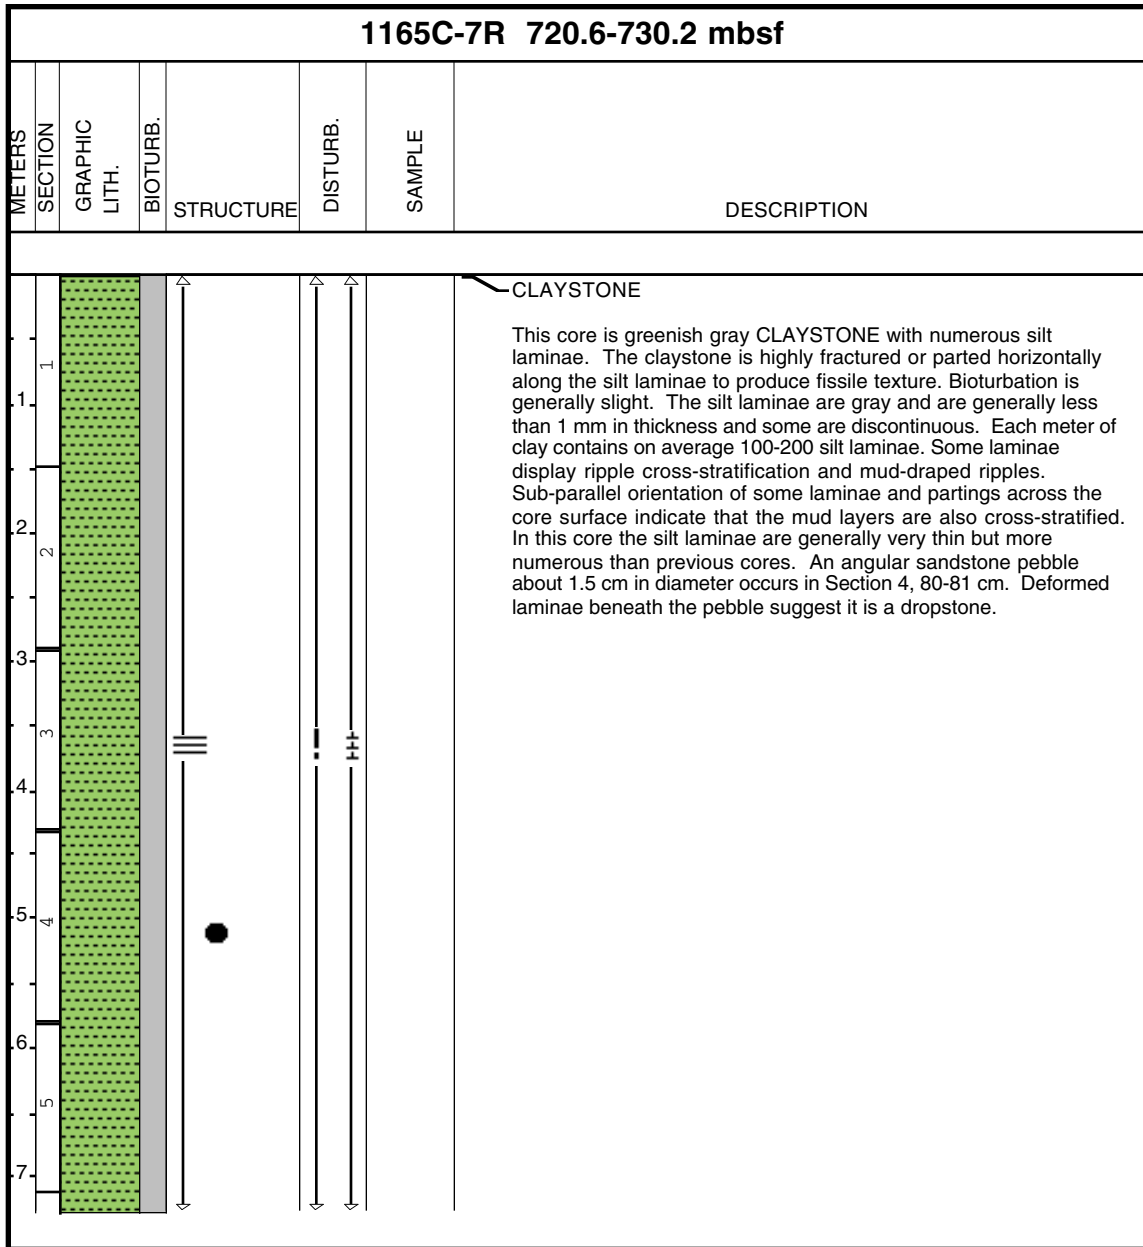 1165C-7R 720.6-730.2 mbsf
METERS
SECTION
GRAPHIC
LITH.
BIOTURB.
STRUCTURE
DISTURB.
SAMPLE
DESCRIPTION
CLAYSTONE
This core is greenish gray CLAYSTONE with numerous silt
laminae. The claystone is highly fractured or parted horizontally
along the silt laminae to produce fissile texture. Bioturbation is
generally slight. The silt laminae are gray and are generally less
than 1 mm in thickness and some are discontinuous. Each meter of
clay contains on average 100-200 silt laminae. Some laminae
display ripple cross-stratification and mud-draped ripples.
Sub-parallel orientation of some laminae and partings across the
core surface indicate that the mud layers are also cross-stratified.
In this core the silt laminae are generally very thin but more
numerous than previous cores. An angular sandstone pebble
about 1.5 cm in diameter occurs in Section 4, 80-81 cm. Deformed
laminae beneath the pebble suggest it is a dropstone.
1
1
2
2
3
3
4
4
5
5
6
7